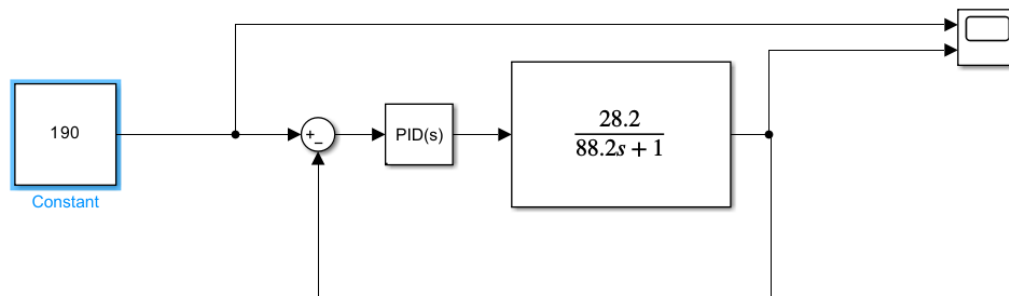 190
Constant
+
−
PID(s)
28.2
88.2s + 1